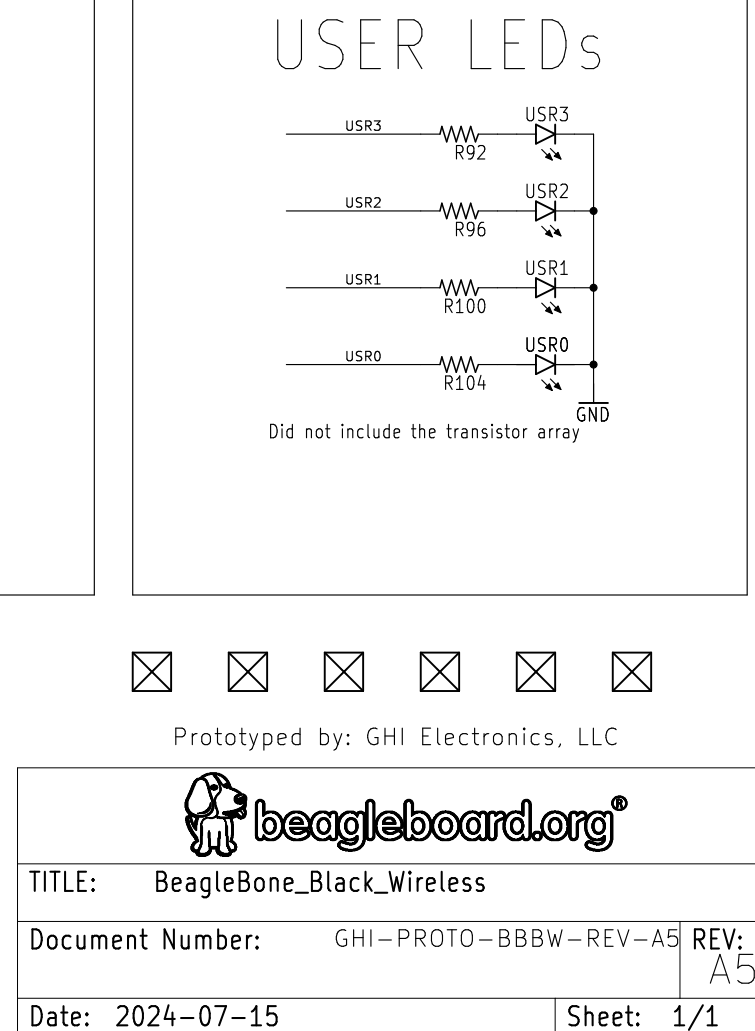 USER LEDs
USR3
USR3
R92
USR2
USR2
R96
USR1
USR1
R100
USR0
USR0
R104
GND
Did not include the transistor array
Prototyped by: GHI Electronics, LLC
beagleboard.org®
TITLE: BeagleBone_Black_Wireless
Document Number: GHI-PROTO-BBBW-REV-A5 REV:
A5
Date: 2024-07-15 Sheet: 1/1